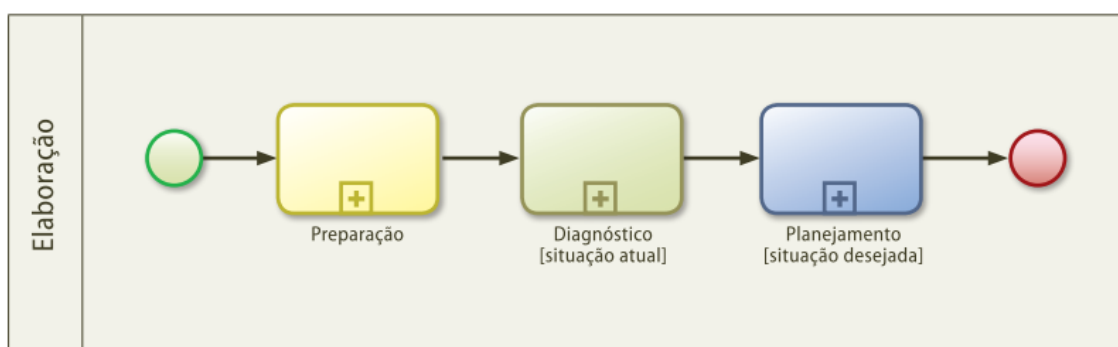 Elaboração
Preparação
Diagnóstico
[situação atual]
Planejamento
[situação desejada]